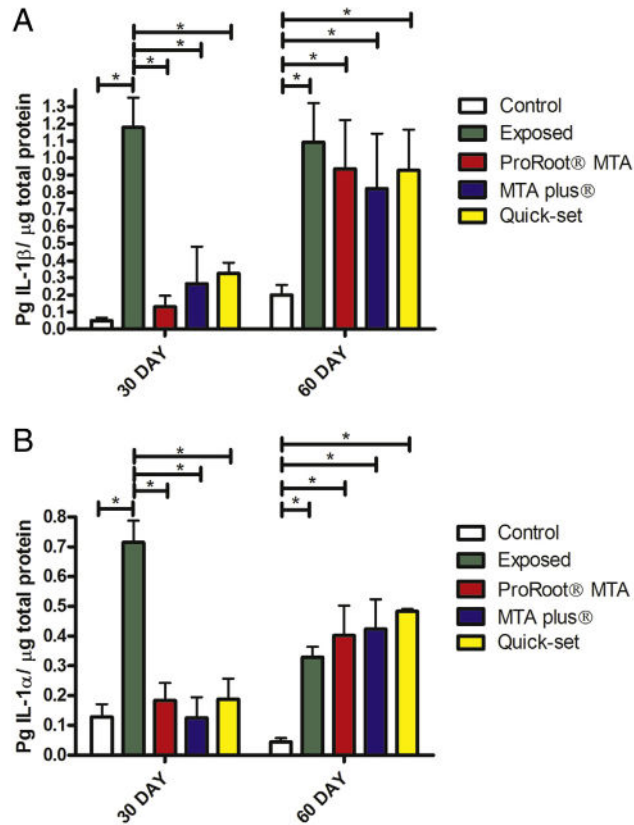 A
* * * * * * * *
Pg IL-1β/ μg total protein
1.3
1.2
1.1
1.0
0.9
0.8
0.7
0.6
0.5
0.4
0.3
0.2
0.1
0.0
30 DAY
60 DAY
Control
Exposed
ProRoot® MTA
MTA plus®
Quick-set
B
* * * * * * * *
Pg IL-1α/ μg total protein
0.8
0.7
0.6
0.5
0.4
0.3
0.2
0.1
0.0
30 DAY
60 DAY
Control
Exposed
ProRoot® MTA
MTA plus®
Quick-set